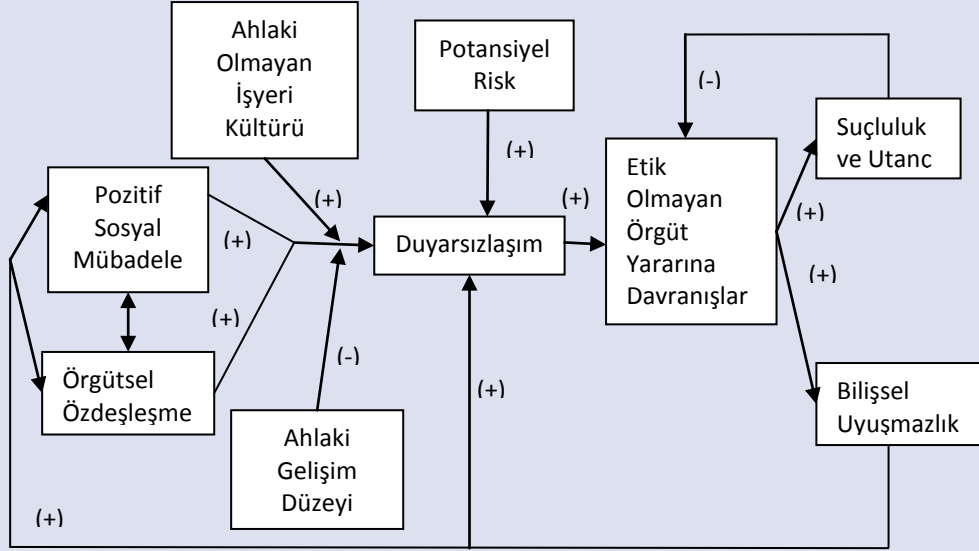 Ahlaki
Olmayan
İşyeri
Kültürü
Potansiyel
Risk
(-)
Suçluluk
ve Utanc
(+)
Etik
Olmayan
Örgüt
Yararına
Davranışlar
(+)
(+)
(+)
Pozitif
Sosyal
Mübadele
(+)
Duyarsızlaşım
(+)
(+)
Örgütsel
Özdeşleşme
(-)
(+)
Bilişsel
Uyuşmazlık
Ahlaki
Gelişim
Düzeyi
(+)